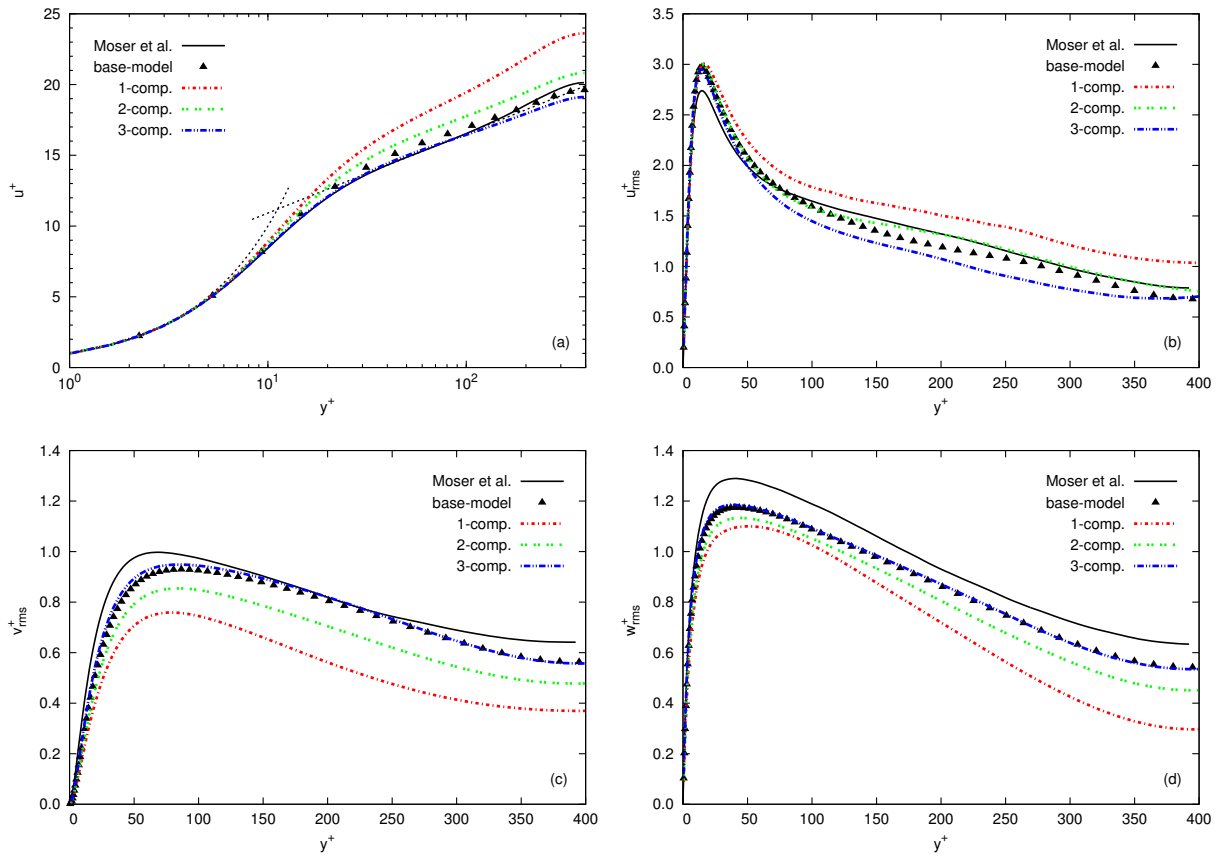 25
20
15
10
5
0
u+
Moser et al.
base-model
1-comp.
2-comp.
3-comp.
(a)
10^0 10^1 10^2
y+
3.5
3.0
2.5
2.0
1.5
1.0
0.5
0.0
u+rms
Moser et al.
base-model
1-comp.
2-comp.
3-comp.
(b)
0 50 100 150 200 250 300 350 400
y+
1.4
1.2
1.0
0.8
0.6
0.4
0.2
0.0
v+rms
Moser et al.
base-model
1-comp.
2-comp.
3-comp.
(c)
0 50 100 150 200 250 300 350 400
y+
1.4
1.2
1.0
0.8
0.6
0.4
0.2
0.0
w+rms
Moser et al.
base-model
1-comp.
2-comp.
3-comp.
(d)
0 50 100 150 200 250 300 350 400
y+